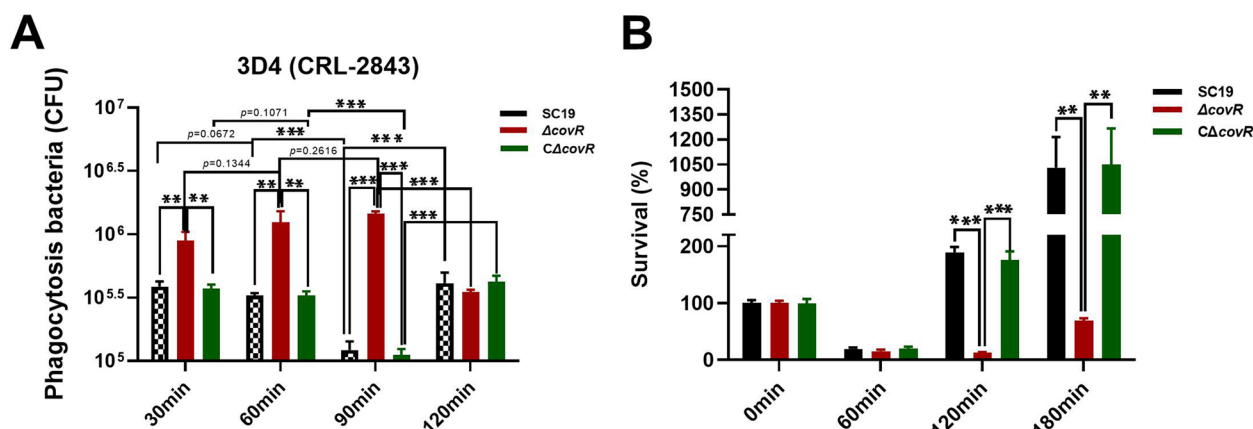 A
B
3D4 (CRL-2843)
Phagocytosis bacteria (CFU)
10^7
10^6.5
10^6
10^5.5
10^5
p=0.1071
***
p=0.0672
***
***
p=0.1344
p=0.2616
***
** **
** **
***
***
***
SC19
ΔcovR
CΔcovR
30min
60min
90min
120min
Survival (%)
1500
1350
1200
1050
900
750
200
100
0
*** ***
** **
SC19
ΔcovR
CΔcovR
0min
60min
120min
180min